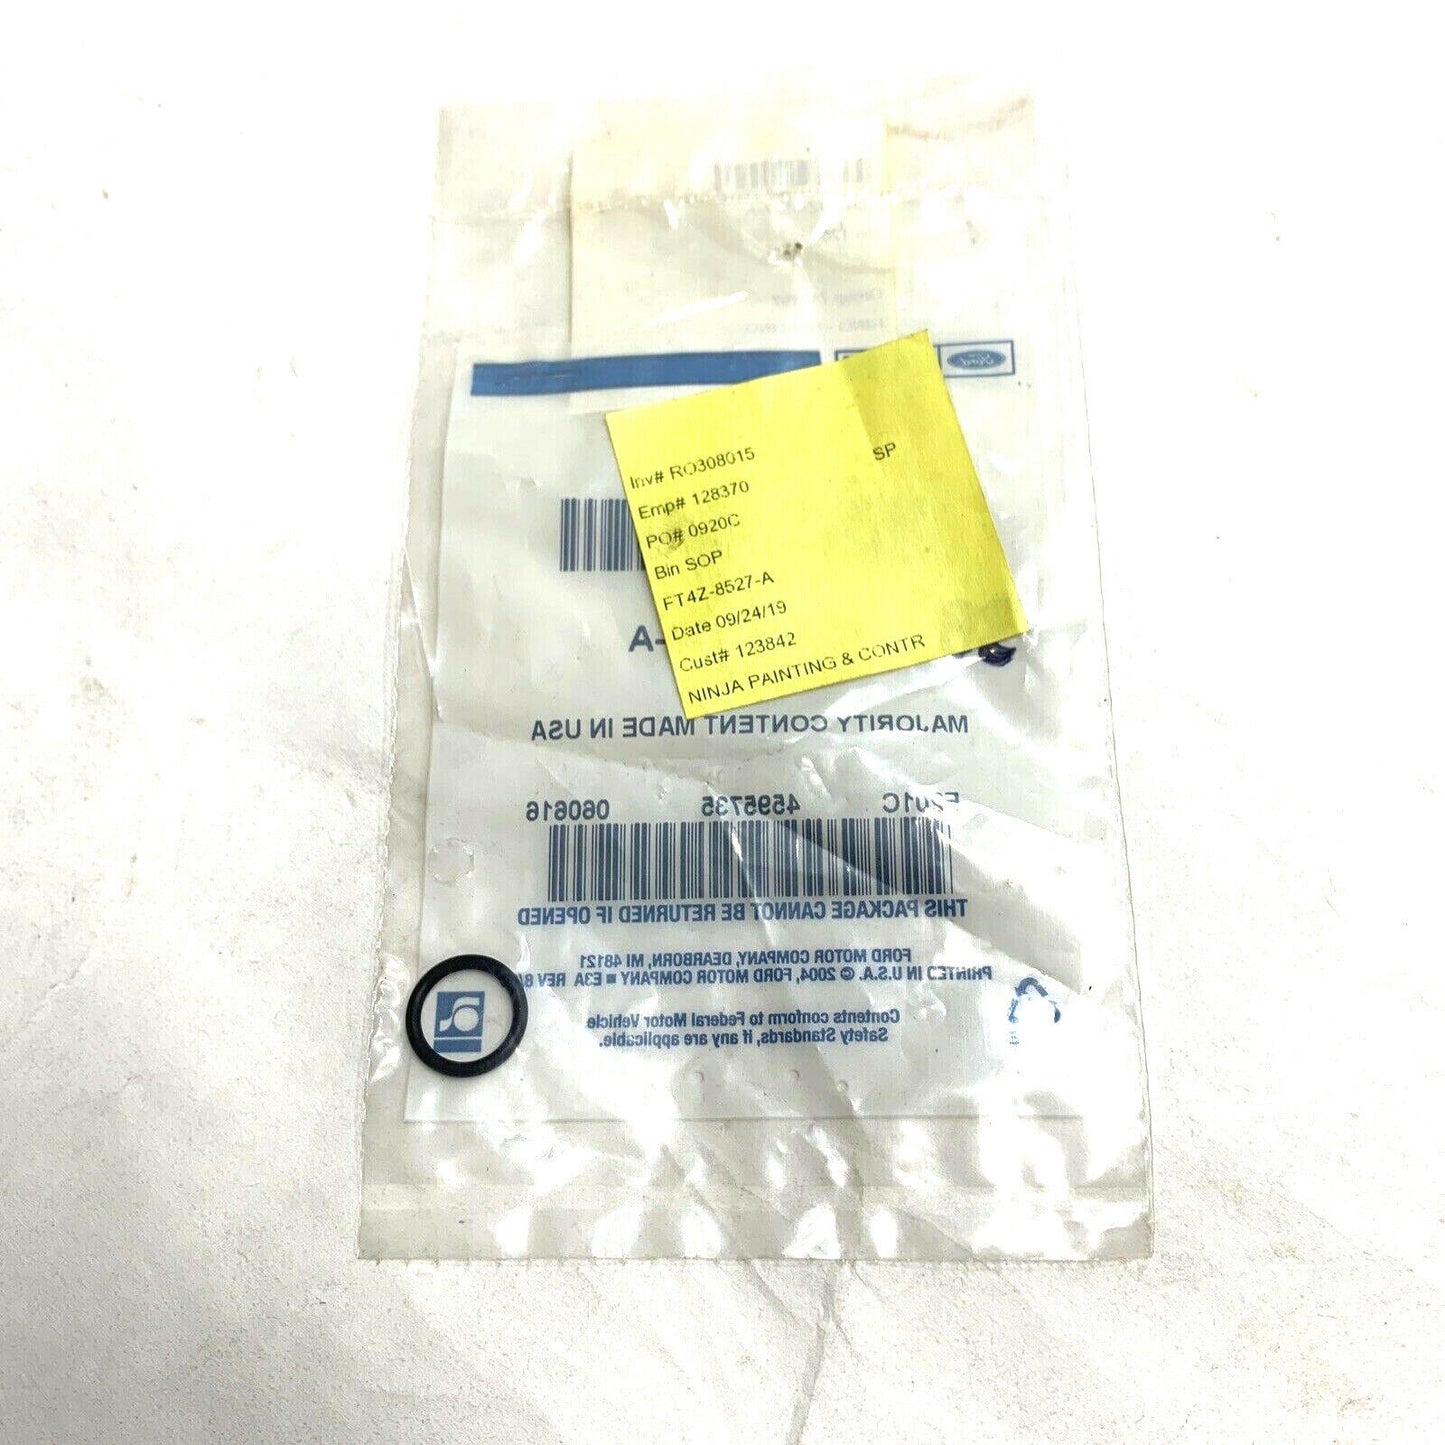 Ford
Inv# RO308015 SP
Emp# 128370
PO# 0920C
Bin SOP
FT4Z-8527-A
Date 09/24/19
Cust# 123842
NINJA PAINTING & CONTR
-A
MAJORITY CONTENT MADE IN USA
4595735 060616
THIS PACKAGE CANNOT BE RETURNED IF OPENED
FORD MOTOR COMPANY, DEARBORN, MI 48121
PRINTED IN U.S.A. © 2004, FORD MOTOR COMPANY ■ E3A REV
Contents conform to Federal Motor Vehicle
Safety Standards, if any are applicable.